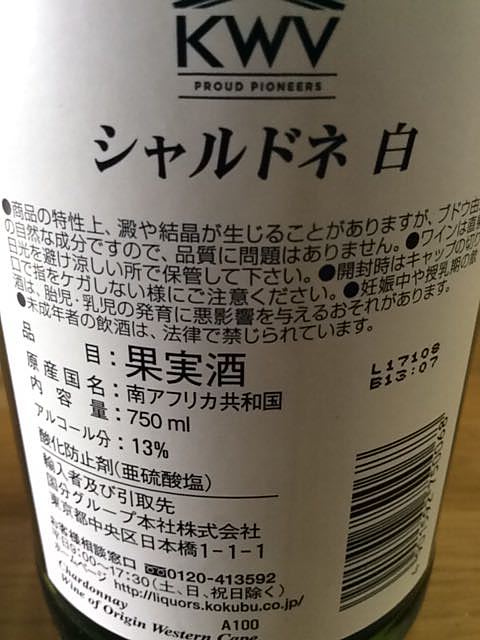 KWV
PROUD PIONEERS
シャルドネ 白
●商品の特性上、澱や結晶が生じることがありますが、ブドウ由
の自然な成分ですので、品質に問題はありません。●ワインは直射
日光を避け涼しい所で保管して下さい。●開封時はキャップの切り
口で指をケガしない様にご注意ください。●妊娠中や授乳期の飲
酒は、胎児・乳児の発育に悪影響を与えるおそれがあります。
●未成年者の飲酒は、法律で禁じられています。
品 目：果実酒
原産国名：南アフリカ共和国
内容量：750ml
アルコール分：13%
酸化防止剤(亜硫酸塩)
輸入者及び引取先
国分グループ本社株式会社
東京都中央区日本橋1-1-1
お客様相談窓口 0120-413592
平日9:00〜17:30(土、日、祝日除く)
ホームページ http://liquors.kokubu.co.jp/
Chardonnay
Wine of Origin Western Cape
A100
L17108
B13:07